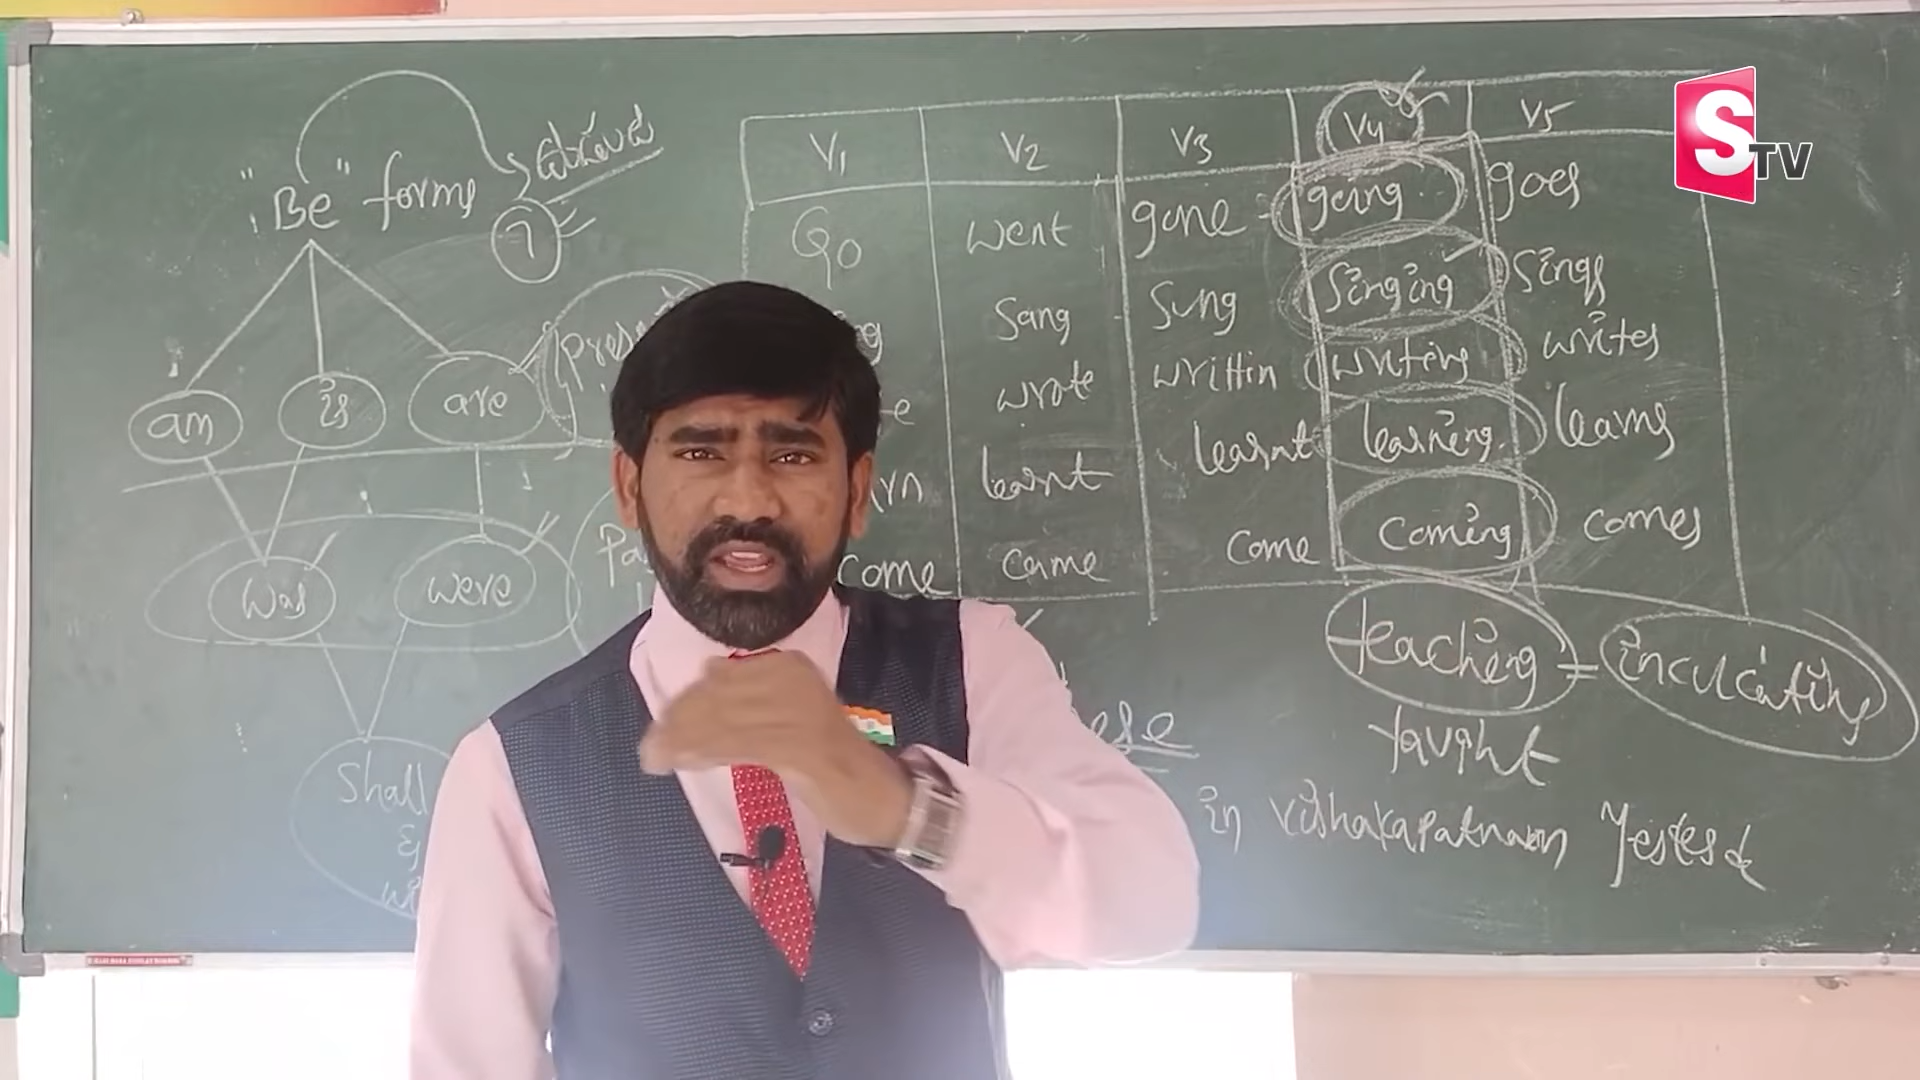 "Be" forms
7
am is are
was were
Shall
&
V1 V2 V3 V4 V5
Go went gone going goes
Sang Sung Singing Sings
wrote writtin writing writes
learnt learnt learning learns
Come came Come Coming comes
teaching = inculcating
taught
in Vishakapatnam Yesterd
STV